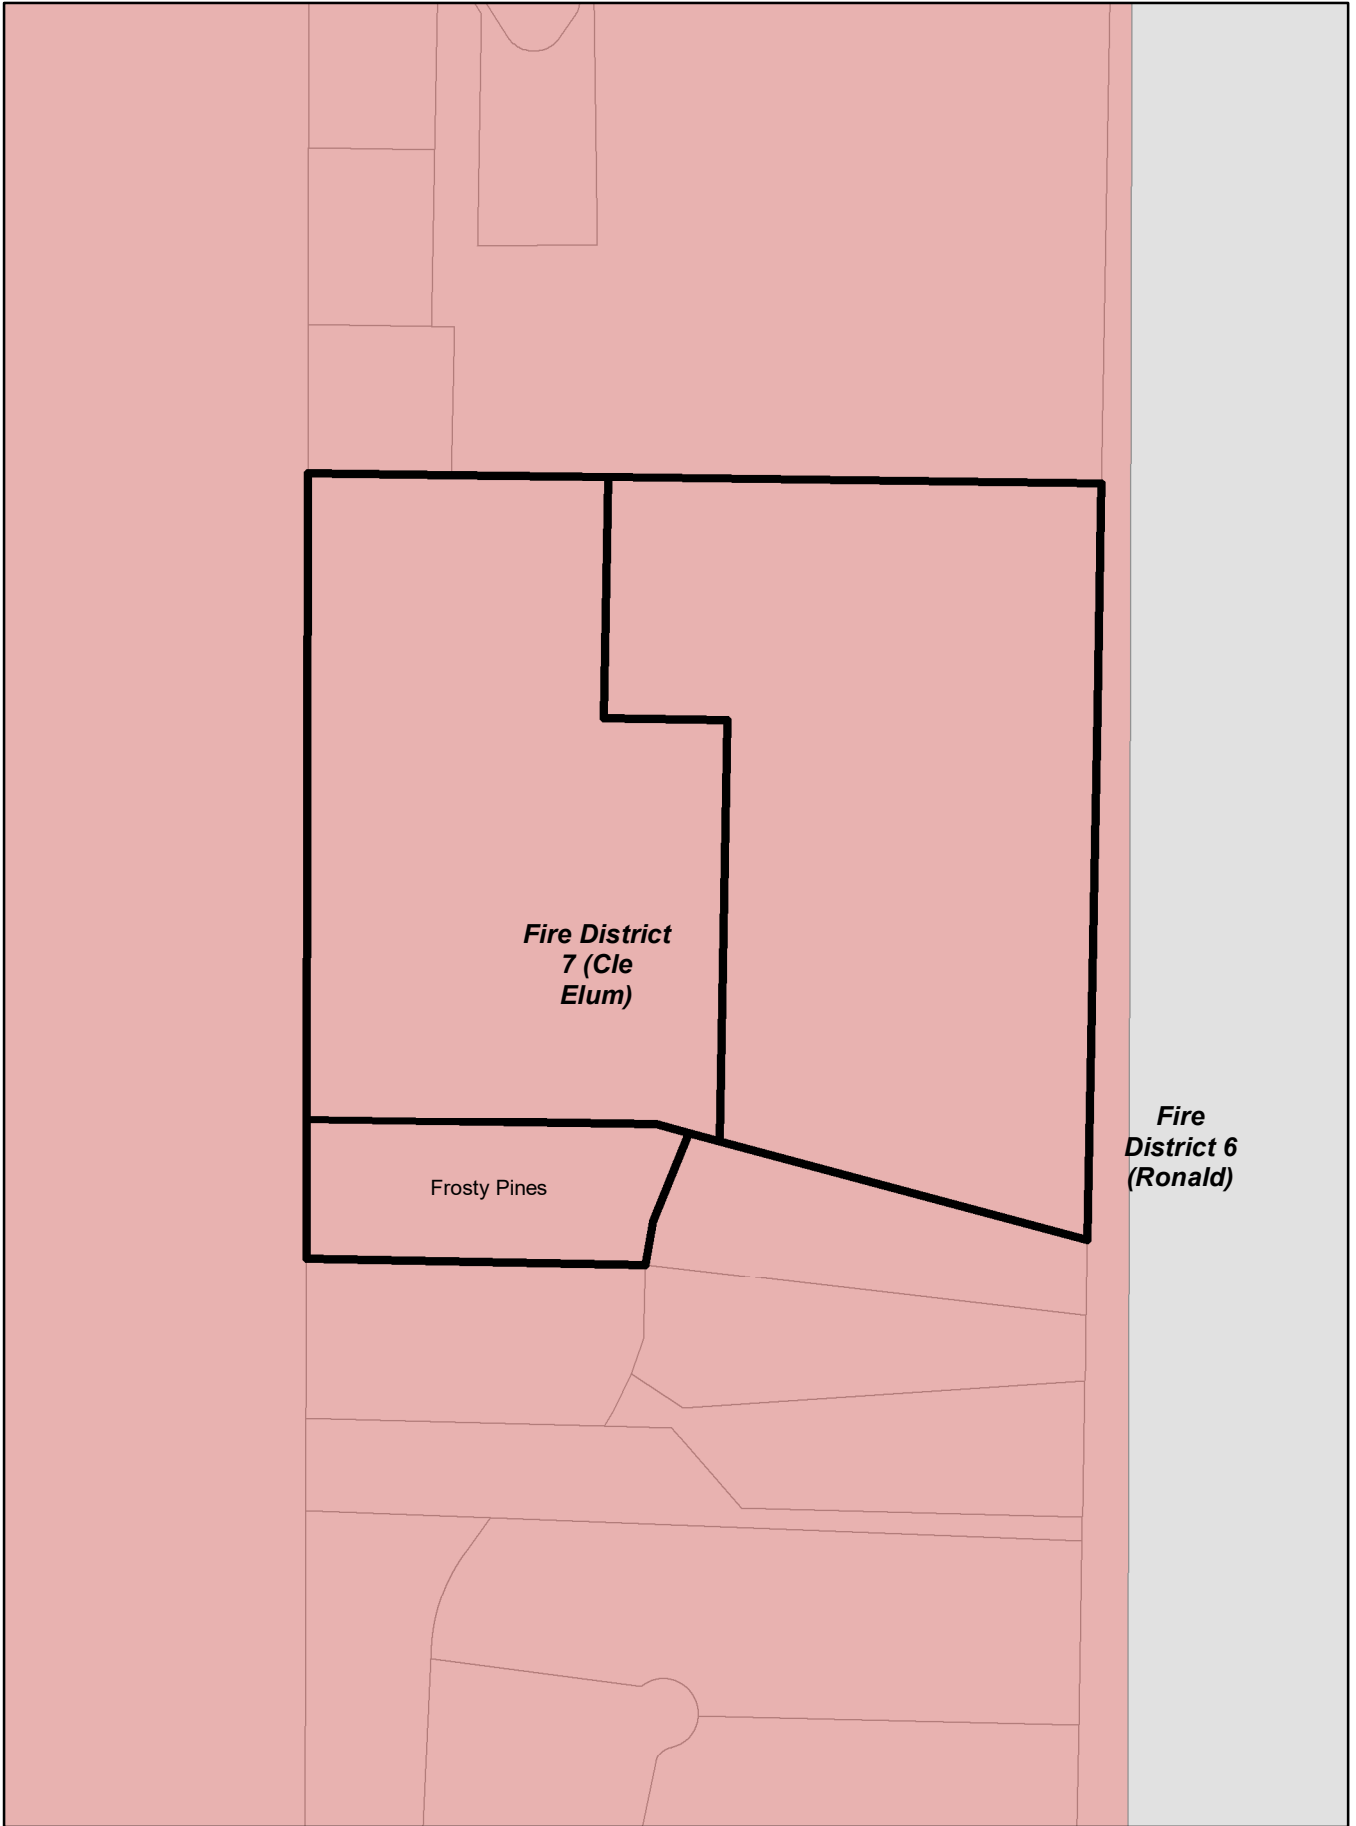 Fire District
7 (Cle
Elum)
Fire
District 6
(Ronald)
Frosty Pines